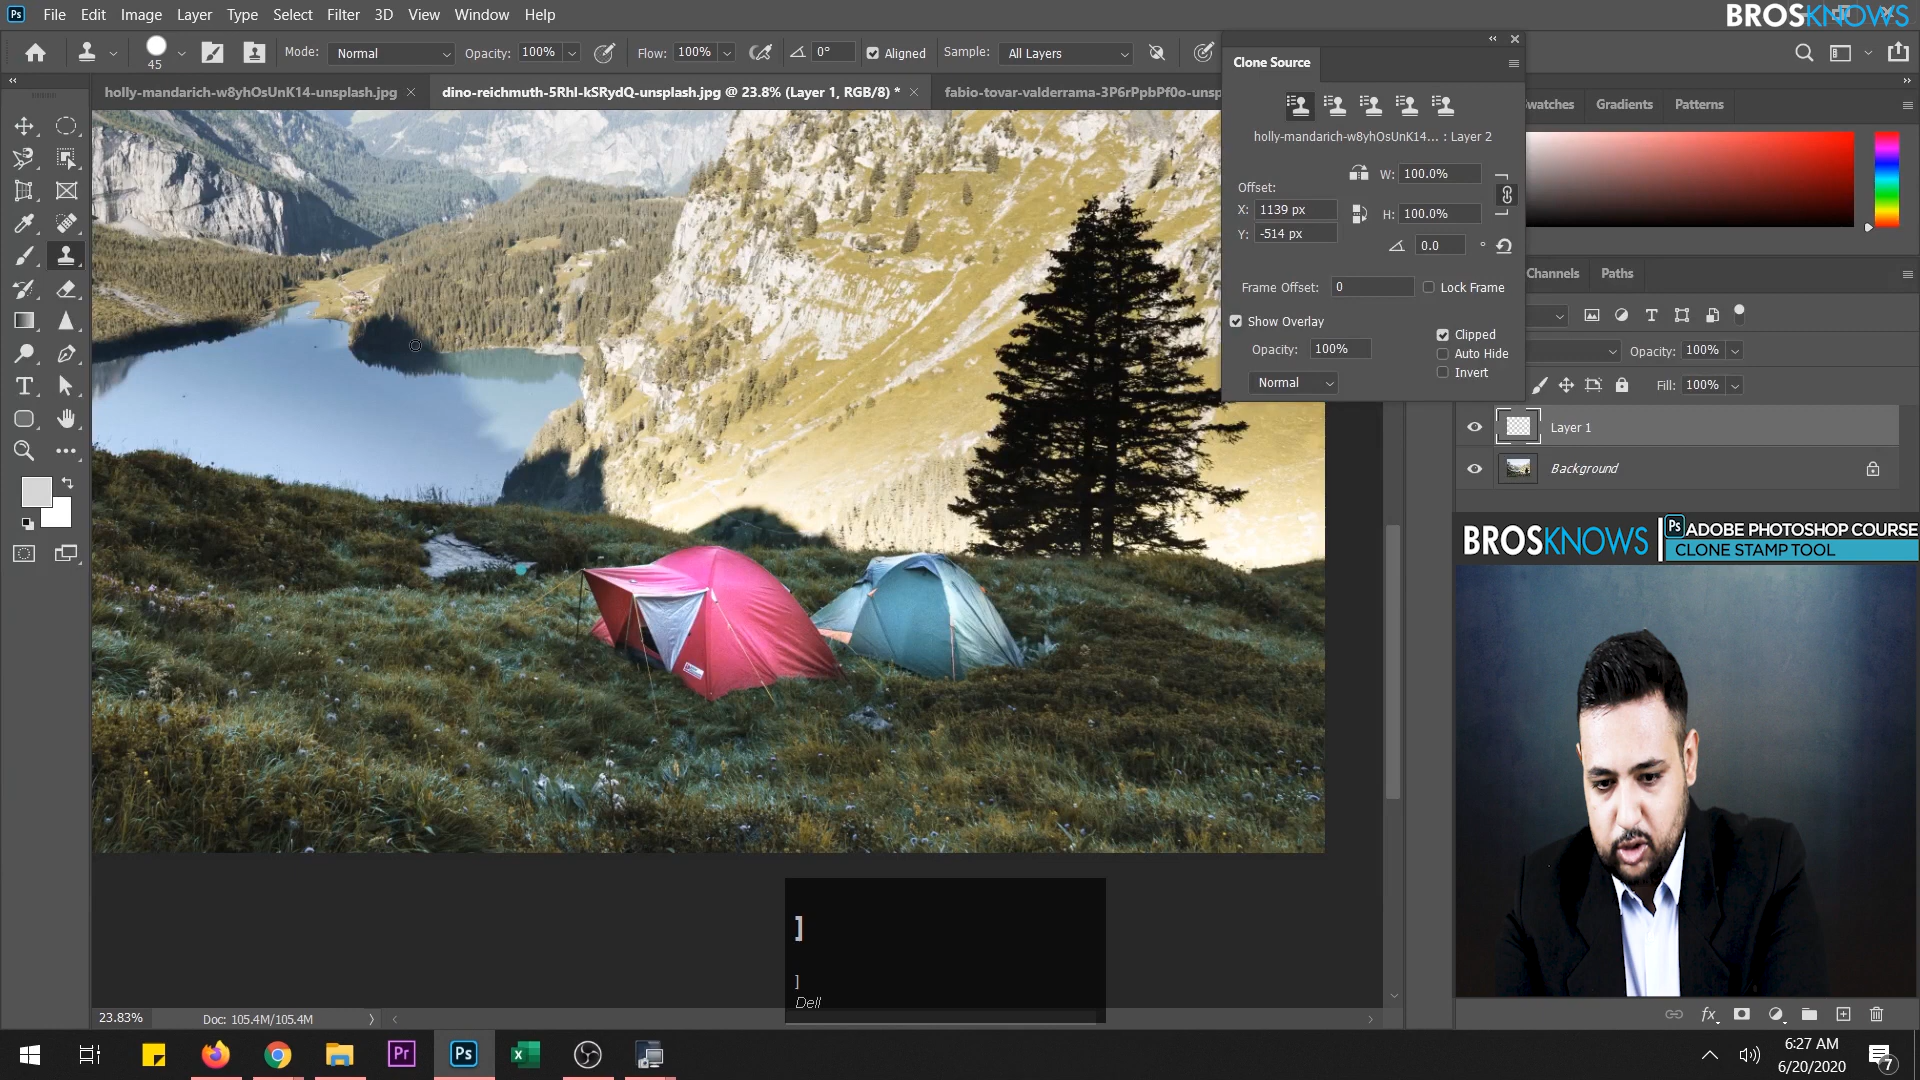 Ps File Edit Image Layer Type Select Filter 3D View Window Help
BROSKNOWS
45 Mode: Normal Opacity: 100% Flow: 100% 0° Aligned Sample: All Layers
holly-mandarich-w8yhOsUnK14-unsplash.jpg
dino-reichmuth-5Rhl-kSRydQ-unsplash.jpg @ 23.8% (Layer 1, RGB/8) *
fabio-tovar-valderrama-3P6rPpbPf0o-unsp
Clone Source
holly-mandarich-w8yhOsUnK14... : Layer 2
W: 100.0%
Offset:
X: 1139 px
H: 100.0%
Y: -514 px
0.0 °
Frame Offset: 0 Lock Frame
Show Overlay
Clipped
Opacity: 100%
Auto Hide
Invert
Normal
watches Gradients Patterns
Channels Paths
Opacity: 100%
Fill: 100%
Layer 1
Background
BROSKNOWS
Ps ADOBE PHOTOSHOP COURSE
CLONE STAMP TOOL
]
]
Dell
23.83% Doc: 105.4M/105.4M
fx
Pr Ps X
6:27 AM
6/20/2020
7